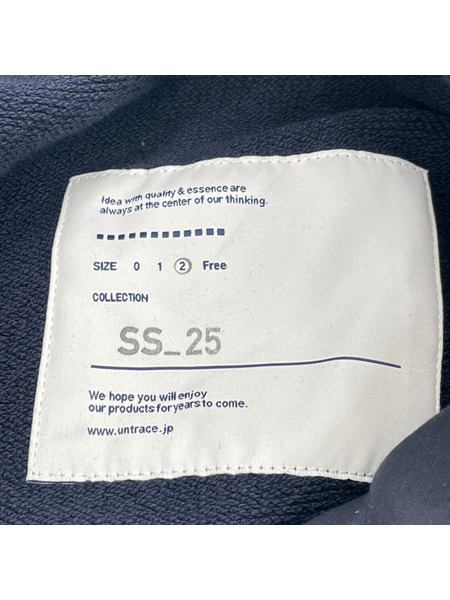 Idea with quality & essence are
always at the center of our thinking.
SIZE 0 1 2 Free
COLLECTION
SS_25
We hope you will enjoy
our products for years to come.
www.untrace.jp